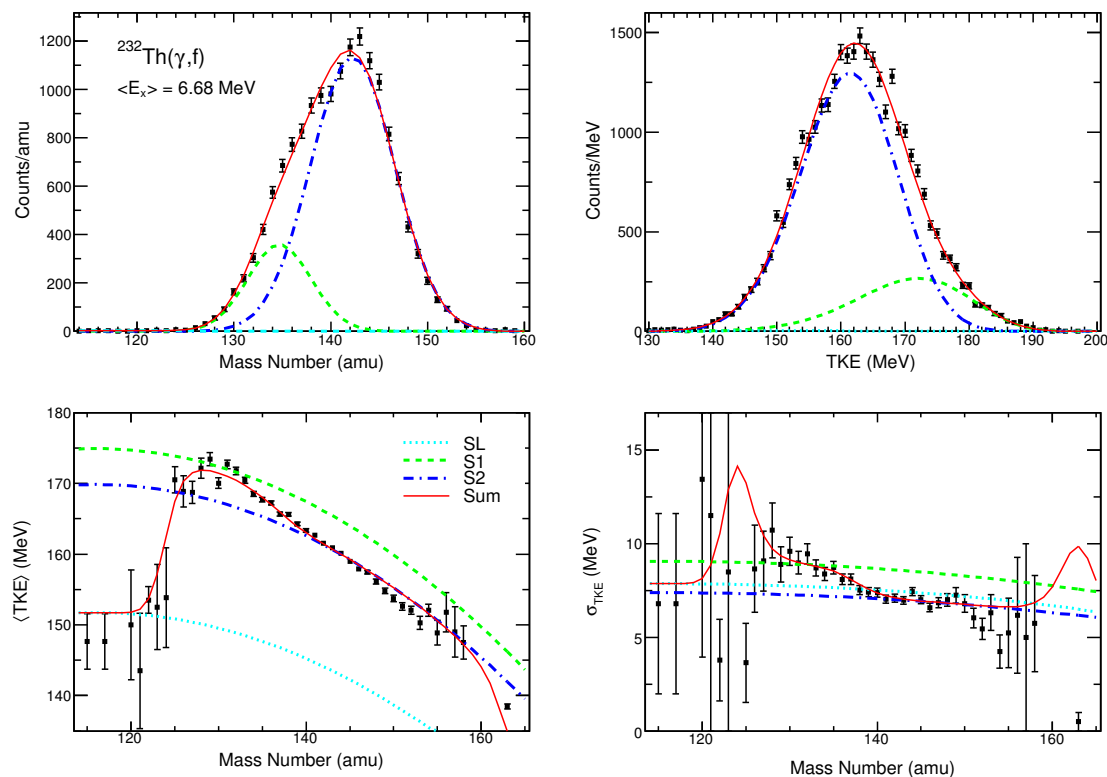 1200
1000
800
600
400
200
0
Counts/amu
²³²Th(γ,f)
<Eₓ> = 6.68 MeV
120 130 140 150 160
Mass Number (amu)
1500
1000
500
0
Counts/MeV
130 140 150 160 170 180 190 200
TKE (MeV)
180
170
160
150
140
⟨TKE⟩ (MeV)
SL
S1
S2
Sum
120 140 160
Mass Number (amu)
15
10
5
0
σTKE (MeV)
120 140 160
Mass Number (amu)